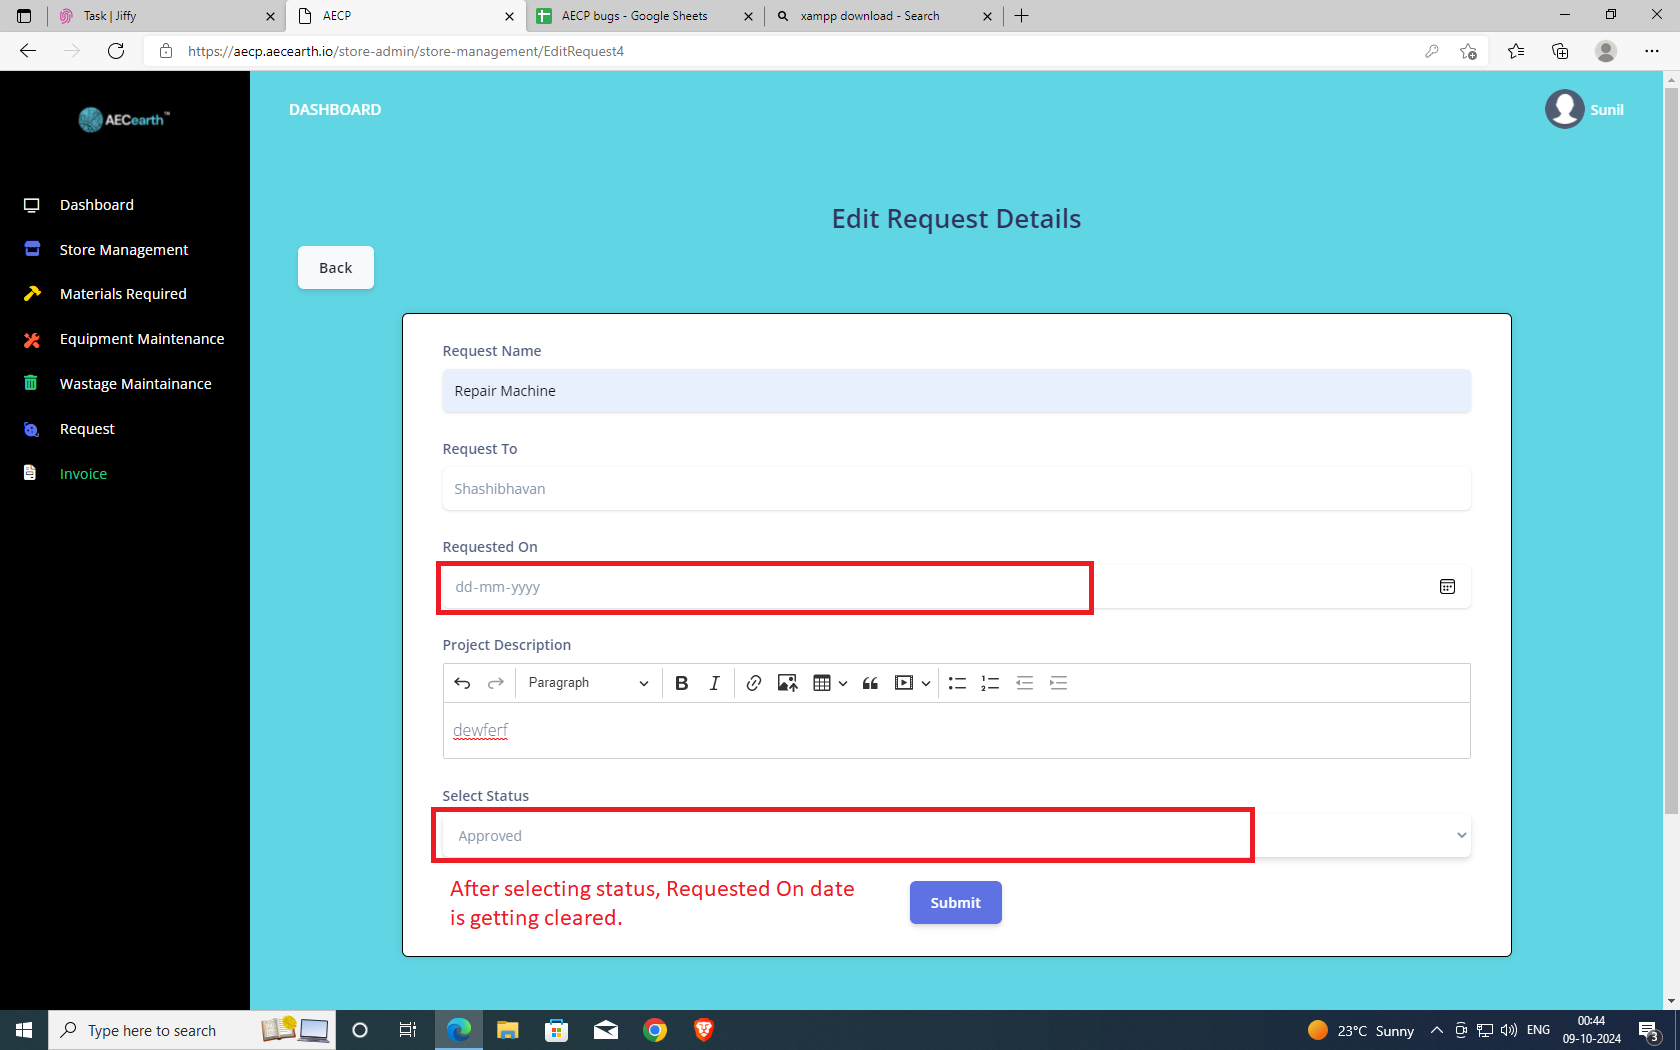 Task | Jiffy
AECP
AECP bugs - Google Sheets
xampp download - Search
https://aecp.aecearth.io/store-admin/store-management/EditRequest4
AECearth™
DASHBOARD
Sunil
Dashboard
Store Management
Materials Required
Equipment Maintenance
Wastage Maintainance
Request
Invoice
Edit Request Details
Back
Request Name
Repair Machine
Request To
Shashibhavan
Requested On
dd-mm-yyyy
Project Description
Paragraph
B I
dewferf
Select Status
Approved
After selecting status, Requested On date
is getting cleared.
Submit
Type here to search
23°C Sunny
ENG
00:44
09-10-2024
3